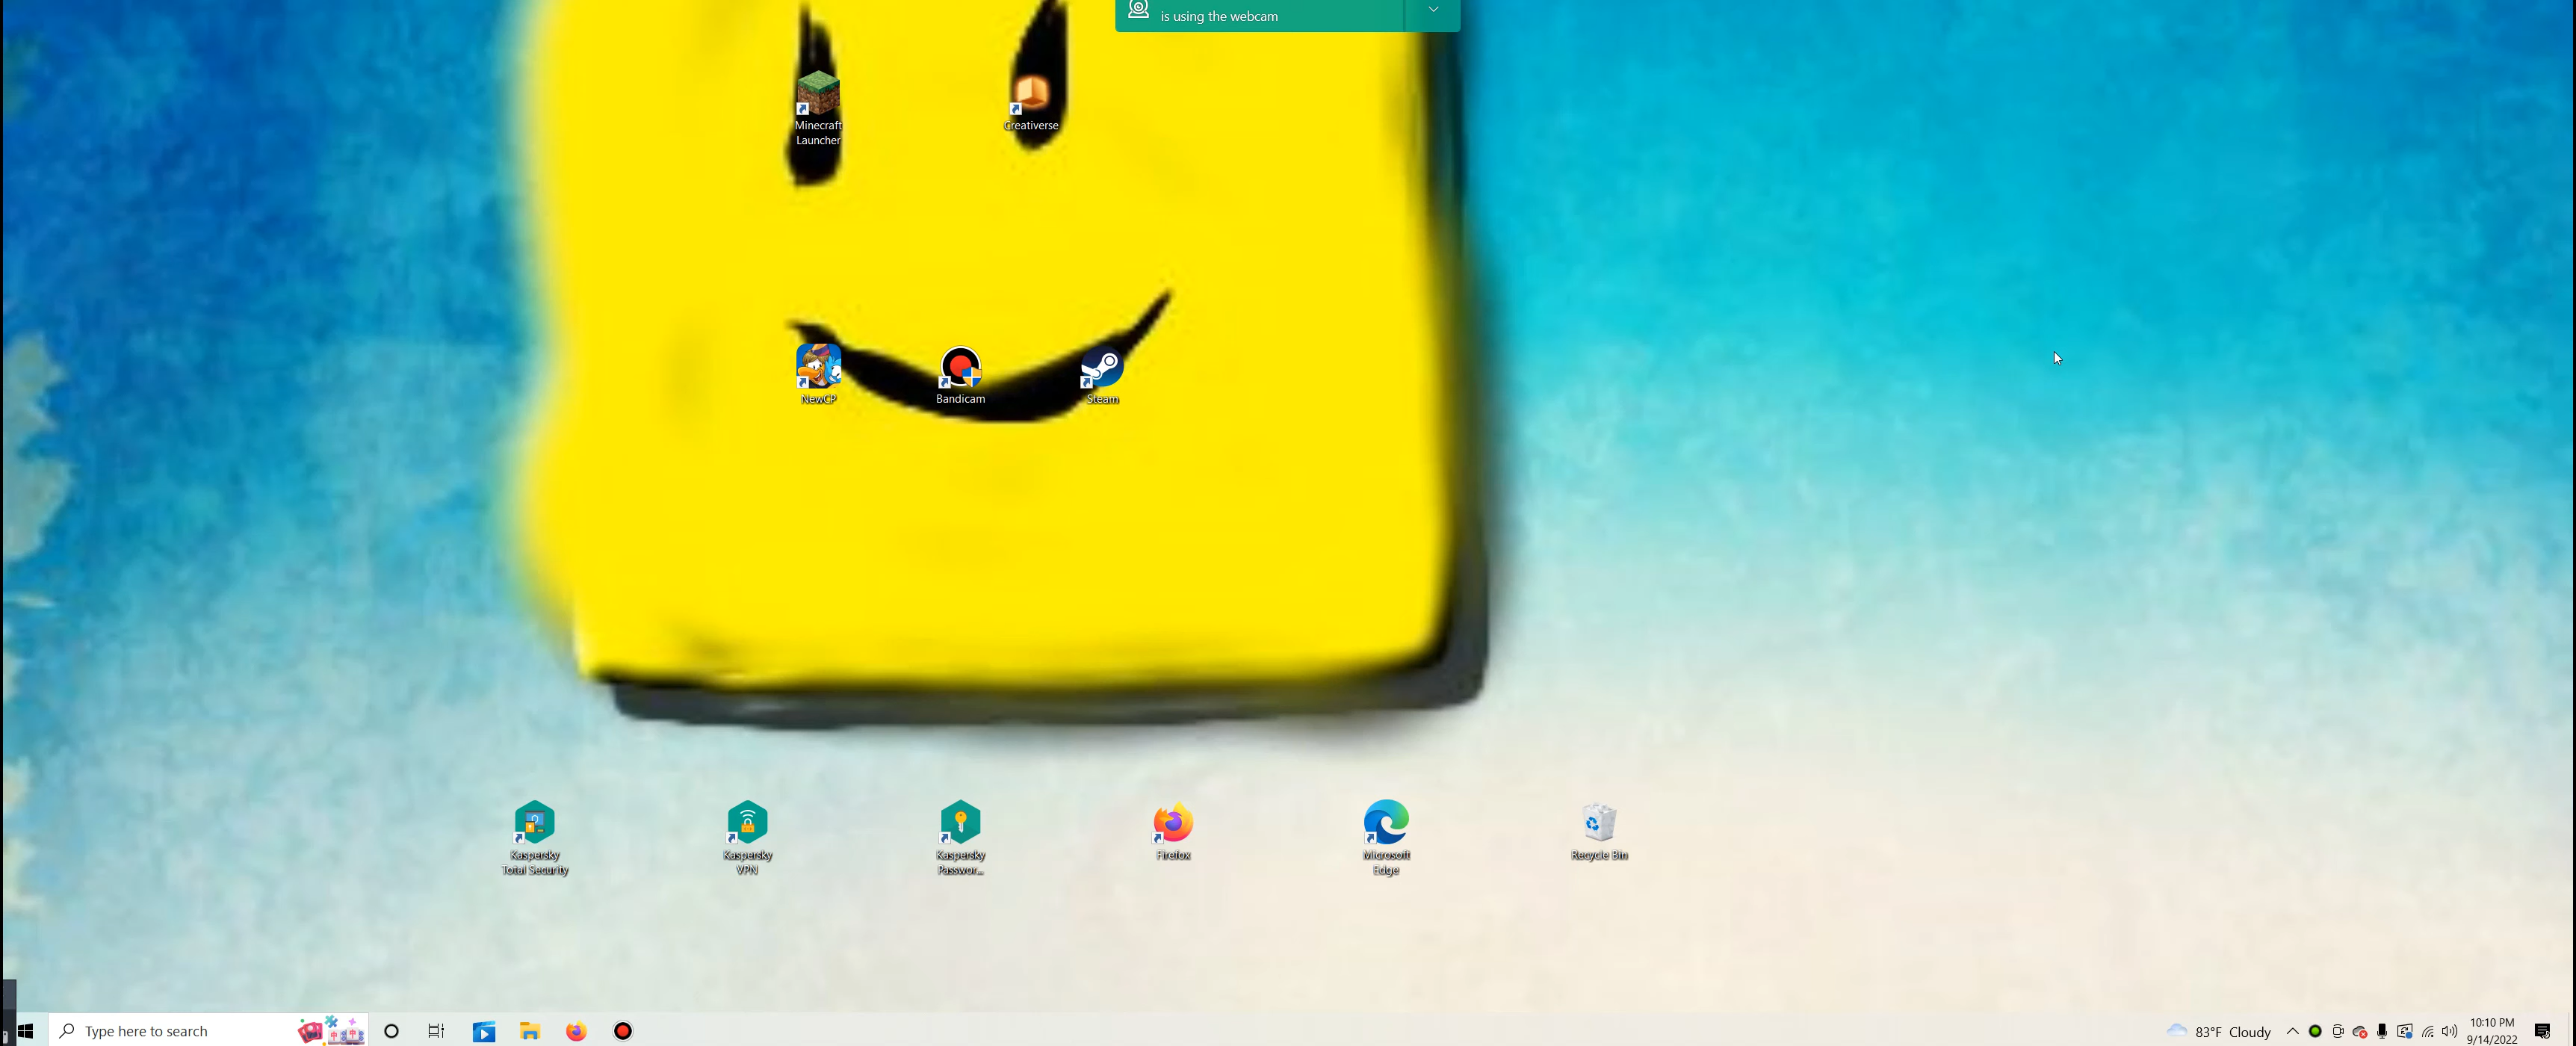 is using the webcam
Minecraft
Launcher
Creativerse
NewCP
Bandicam
Steam
Kaspersky
Total Security
Kaspersky
VPN
Kaspersky
Passwor...
Firefox
Microsoft
Edge
Recycle Bin
Type here to search
83°F Cloudy
10:10 PM
9/14/2022